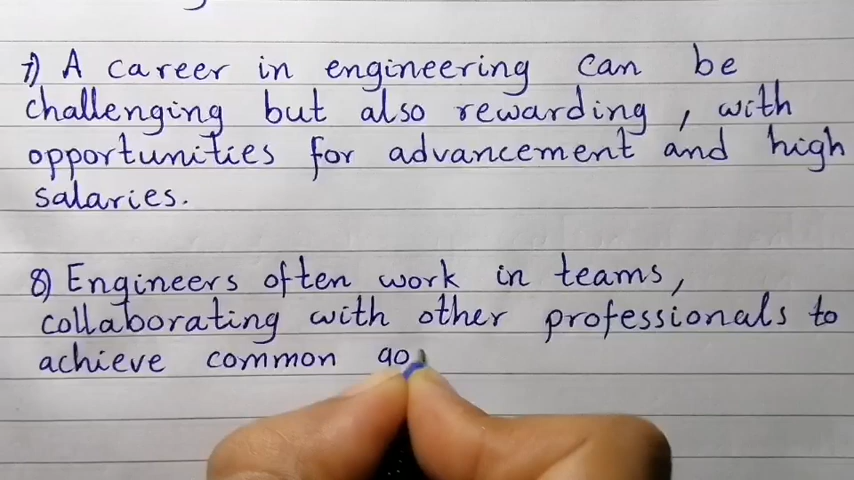 7) A career in engineering can be
challenging but also rewarding, with
opportunities for advancement and high
salaries.
8) Engineers often work in teams,
collaborating with other professionals to
achieve common